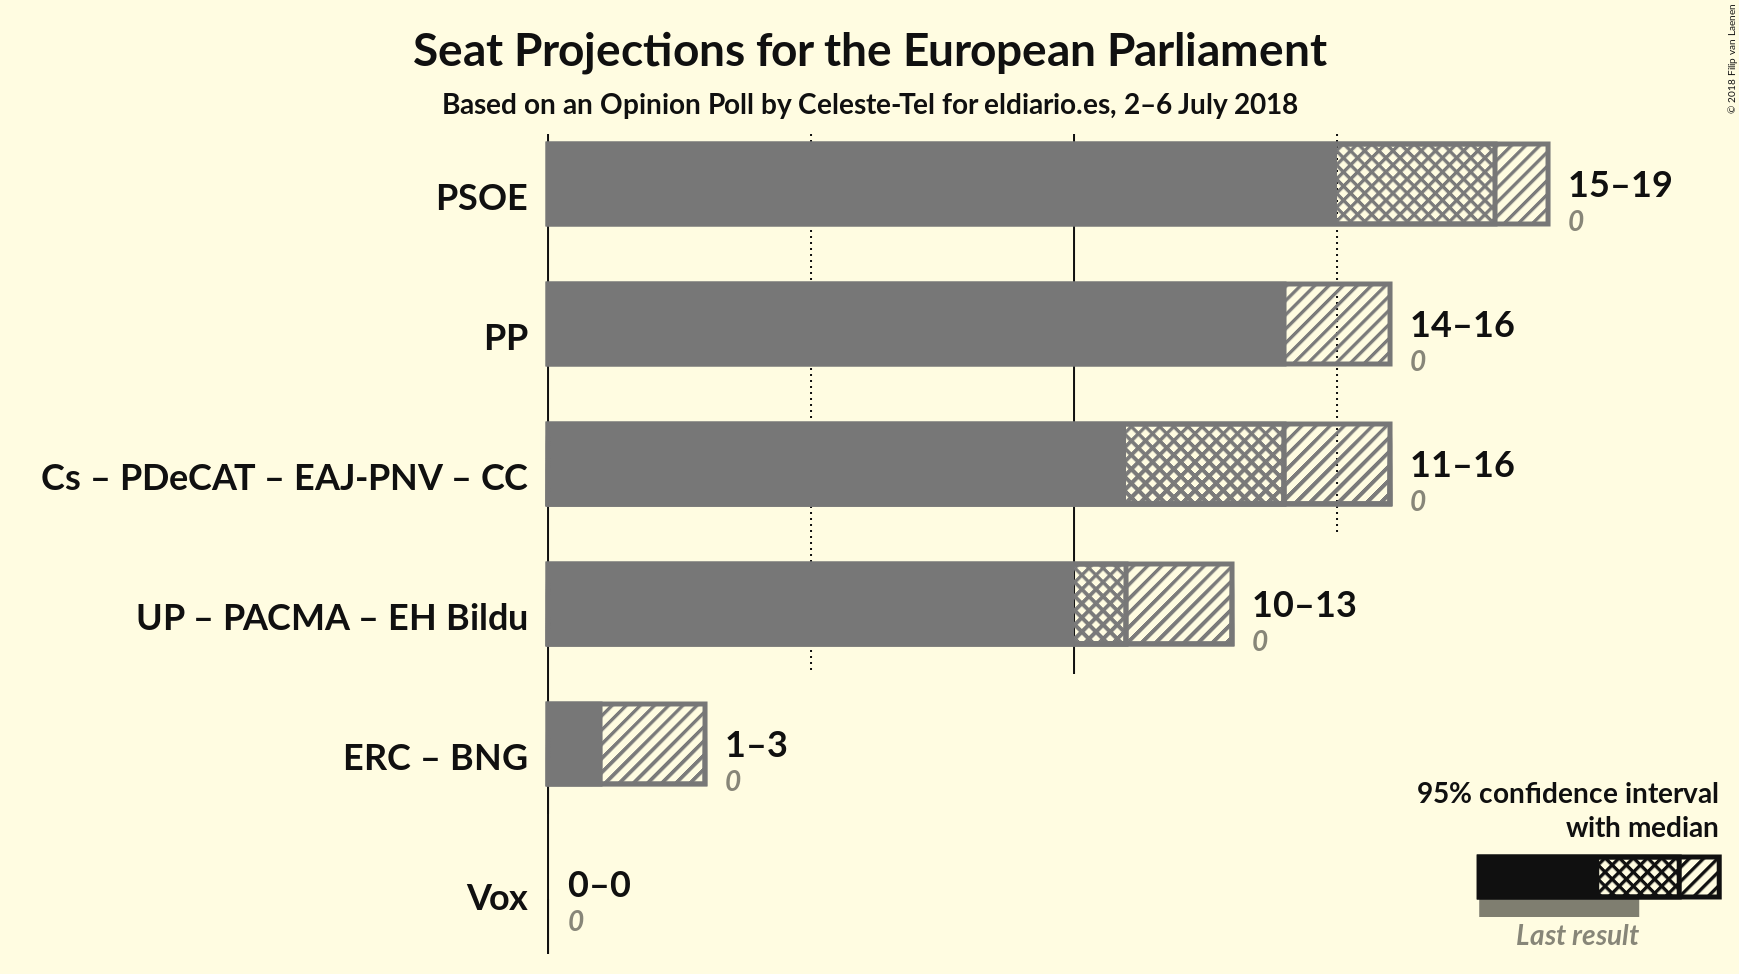 Seat Projections for the European Parliament
Based on an Opinion Poll by Celeste-Tel for eldiario.es, 2–6 July 2018
© 2018 Filip van Laenen
PSOE
15–19
0
PP
14–16
0
Cs – PDeCAT – EAJ-PNV – CC
11–16
0
UP – PACMA – EH Bildu
10–13
0
ERC – BNG
1–3
0
Vox
0–0
0
95% confidence interval
with median
Last result